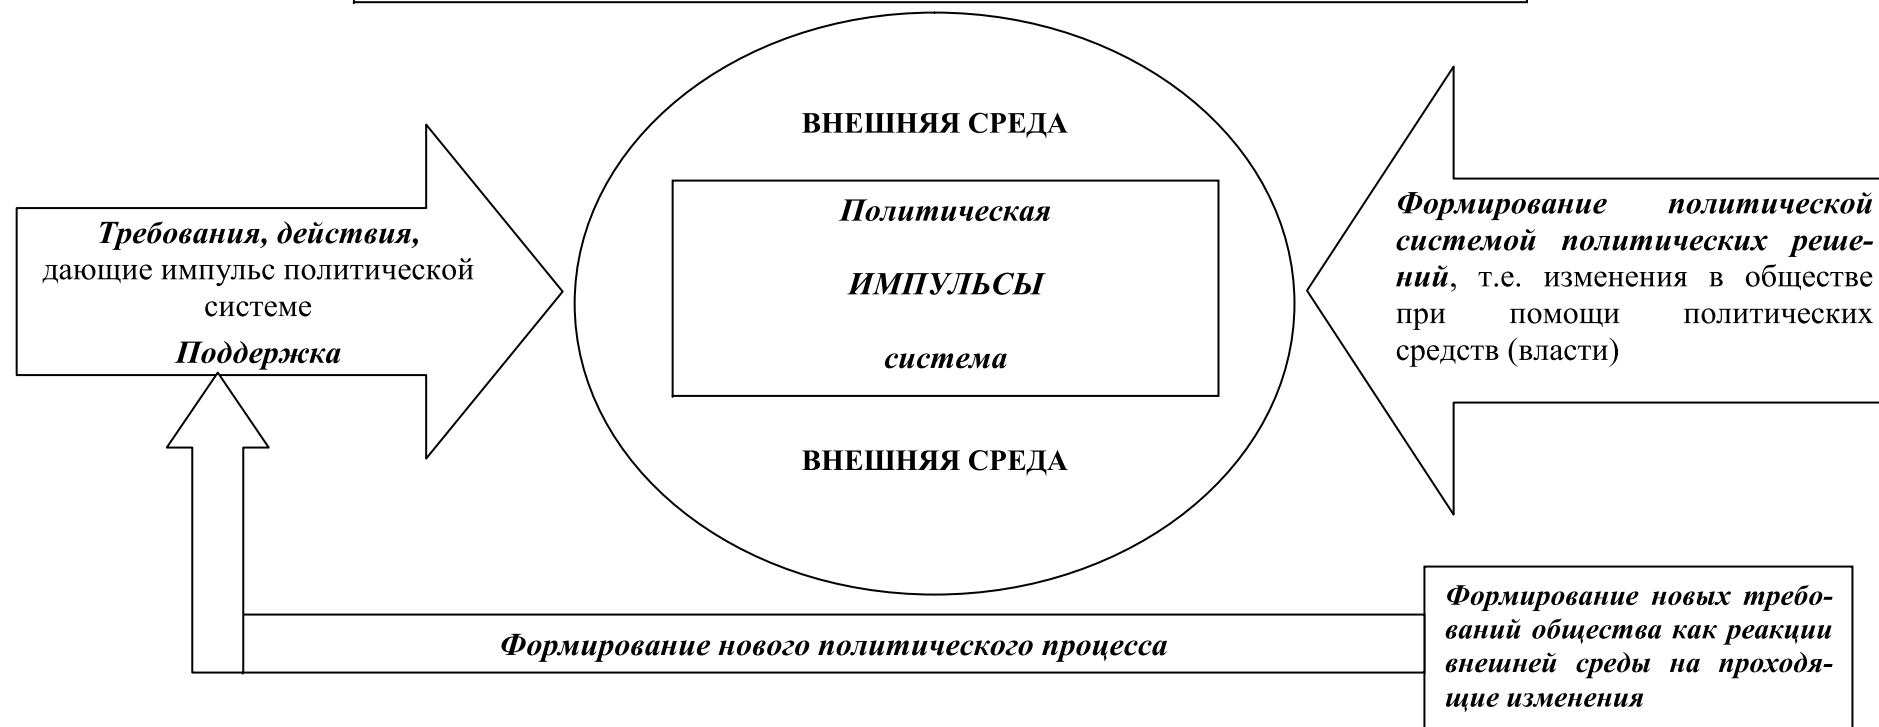 ВНЕШНЯЯ СРЕДА
Требования, действия,
дающие импульс политической
системе
Поддержка
Политическая
ИМПУЛЬСЫ
система
ВНЕШНЯЯ СРЕДА
Формирование политической
системой политических реше-
ний, т.е. изменения в обществе
при помощи политических
средств (власти)
Формирование нового политического процесса
Формирование новых требо-
ваний общества как реакции
внешней среды на проходя-
щие изменения